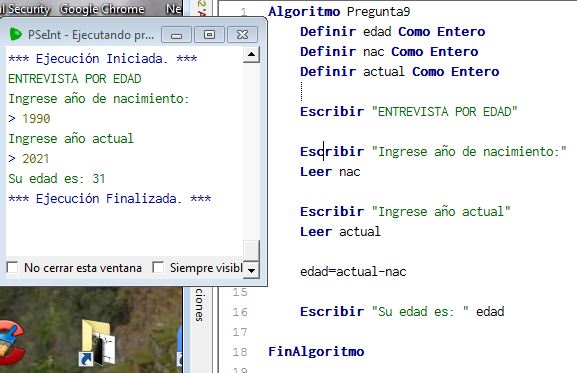 al Security
Google Chrome
Ne
PSeInt - Ejecutando pr...
*** Ejecución Iniciada. ***
ENTREVISTA POR EDAD
Ingrese año de nacimiento:
> 1990
Ingrese año actual
> 2021
Su edad es: 31
*** Ejecución Finalizada. ***
No cerrar esta ventana
Siempre visibl
ciones
1 Algoritmo Pregunta9
Definir edad Como Entero
Definir nac Como Entero
Definir actual Como Entero
Escribir "ENTREVISTA POR EDAD"
Escribir "Ingrese año de nacimiento:"
Leer nac
Escribir "Ingrese año actual"
Leer actual
edad=actual-nac
15
16 Escribir "Su edad es: " edad
17
18 FinAlgoritmo